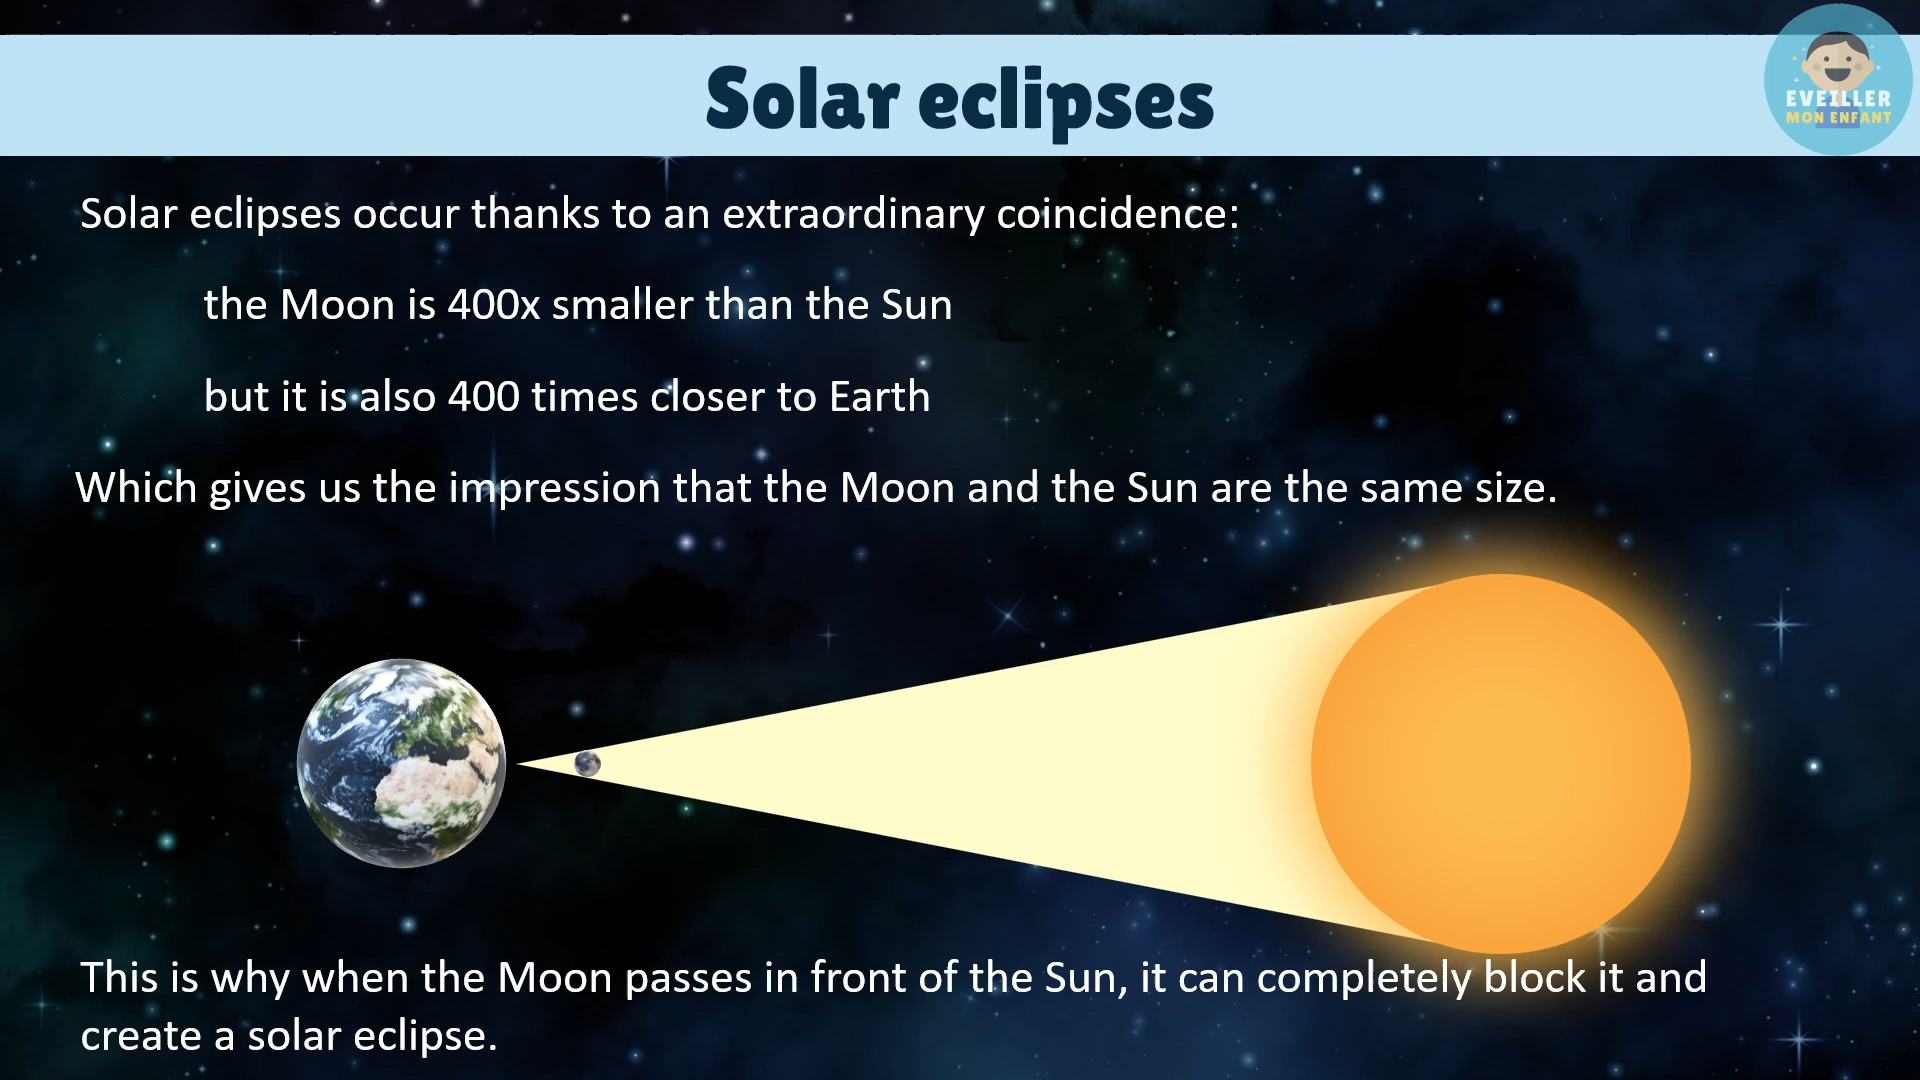 Solar eclipses
EVEILLER
MON ENFANT
Solar eclipses occur thanks to an extraordinary coincidence:
the Moon is 400x smaller than the Sun
but it is also 400 times closer to Earth
Which gives us the impression that the Moon and the Sun are the same size.
This is why when the Moon passes in front of the Sun, it can completely block it and
create a solar eclipse.